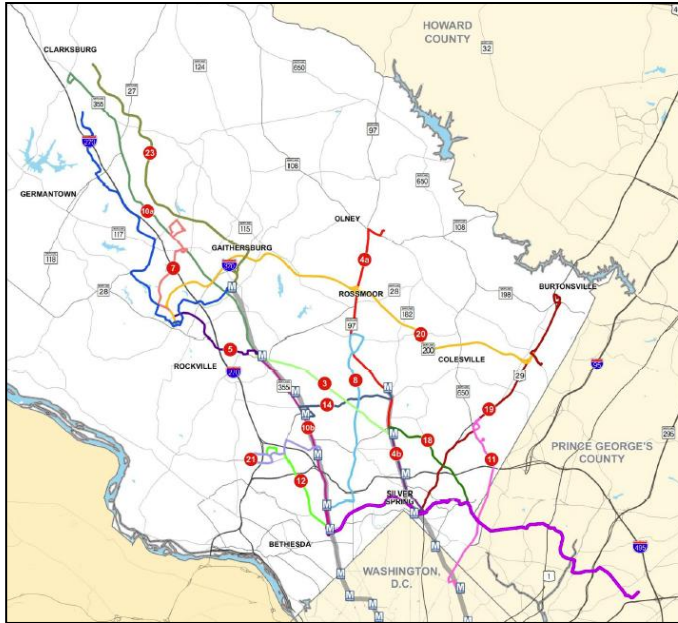 HOWARD
COUNTY
32
CLARKSBURG
124
650
27
355
97
270
23
108
650
GERMANTOWN
10a
OLNEY
108
117
115
7
GAITHERSBURG
4a
118
370
M
28
ROSSMOOR
28
198
BURTONSVILLE
182
97
20
5
200
COLESVILLE
M
ROCKVILLE
270
29
95
355
3
8
M
M
650
14
19
M
10b
295
M
18
PRINCE GEORGE'S
COUNTY
21
M
4b
11
12
M
SILVER
SPRING
M
M
M
BETHESDA
495
M
WASHINGTON,
D.C.
M
1
M
M
M
M
M